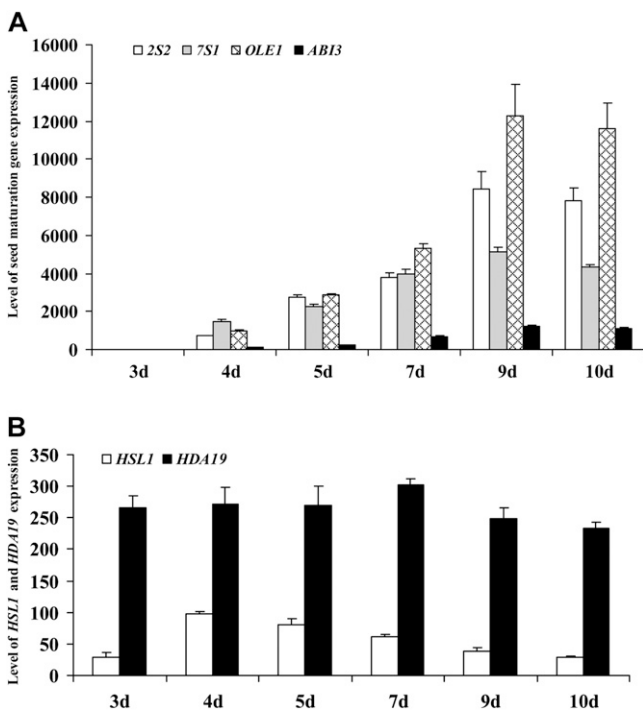 A
Level of seed maturation gene expression
16000
14000
12000
10000
8000
6000
4000
2000
0
2S2 7S1 OLE1 ABI3
3d 4d 5d 7d 9d 10d
B
Level of HSL1 and HDA19 expression
350
300
250
200
150
100
50
0
HSL1 HDA19
3d 4d 5d 7d 9d 10d